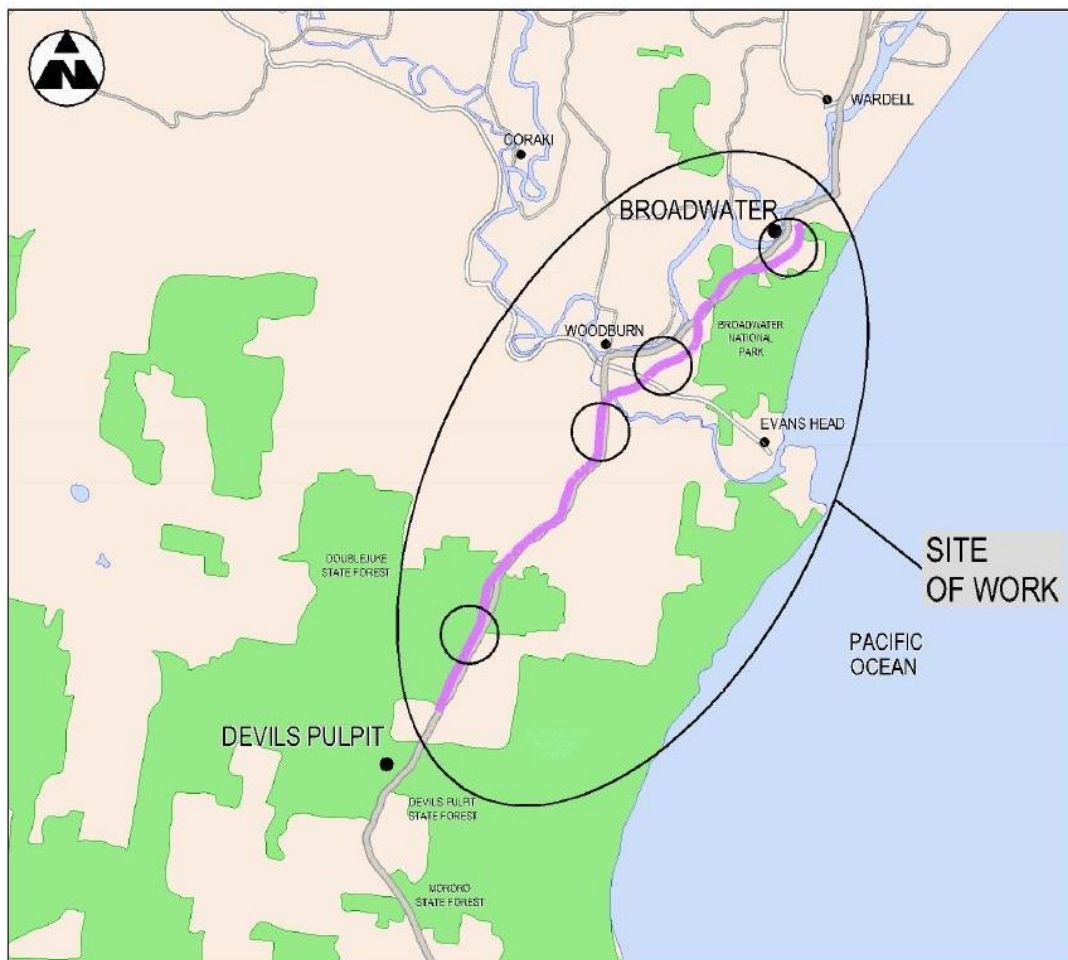 N
WARDELL
CORAKI
BROADWATER
WOODBURN
BROADWATER
NATIONAL
PARK
EVANS HEAD
SITE
OF WORK
DOUBLEJUKE
STATE FOREST
PACIFIC
OCEAN
DEVILS PULPIT
DEVILS PULPIT
STATE FOREST
MORORO
STATE FOREST